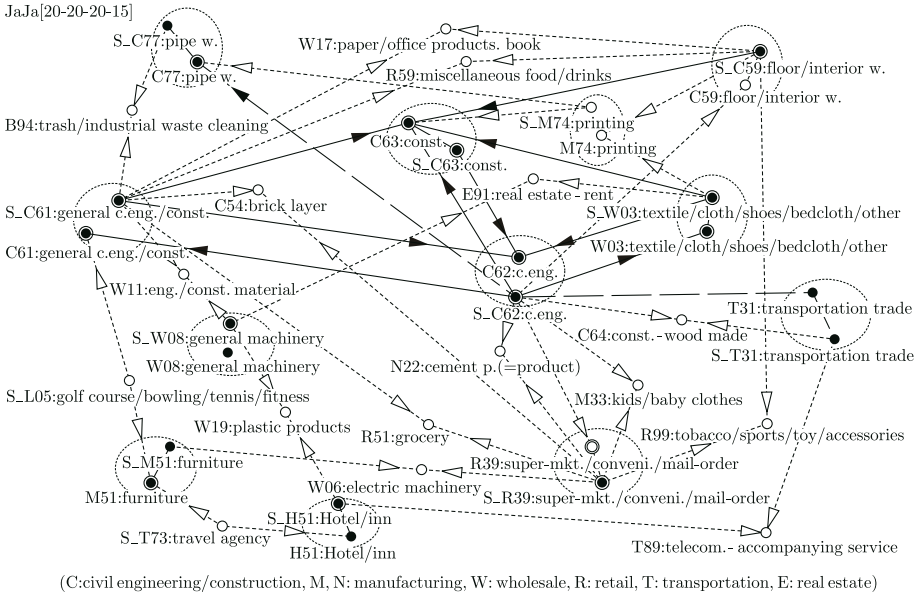 JaJa[20-20-20-15]
S_C77:pipe w.
W17:paper/office products. book
S_C59:floor/interior w.
C77:pipe w.
R59:miscellaneous food/drinks
C59:floor/interior w.
B94:trash/industrial waste cleaning
S_M74:printing
C63:const.
M74:printing
S_C63:const.
E91:real estate-rent
C54:brick layer
S_C61:general c.eng./const.
S_W03:textile/cloth/shoes/bedcloth/other
C61:general c.eng./const.
W03:textile/cloth/shoes/bedcloth/other
C62:c.eng.
W11:eng./const. material
T31:transportation trade
S_C62:c.eng.
S_W08:general machinery
C64:const.-wood made
S_T31:transportation trade
W08:general machinery
N22:cement p.(=product)
S_L05:golf course/bowling/tennis/fitness
M33:kids/baby clothes
W19:plastic products
R51:grocery
R99:tobacco/sports/toy/accessories
S_M51:furniture
R39:super-mkt./conveni./mail-order
M51:furniture
W06:electric machinery
S_R39:super-mkt./conveni./mail-order
S_H51:Hotel/inn
S_T73:travel agency
H51:Hotel/inn
T89:telecom.-accompanying service
(C:civil engineering/construction, M, N: manufacturing, W: wholesale, R: retail, T: transportation, E: real estate)